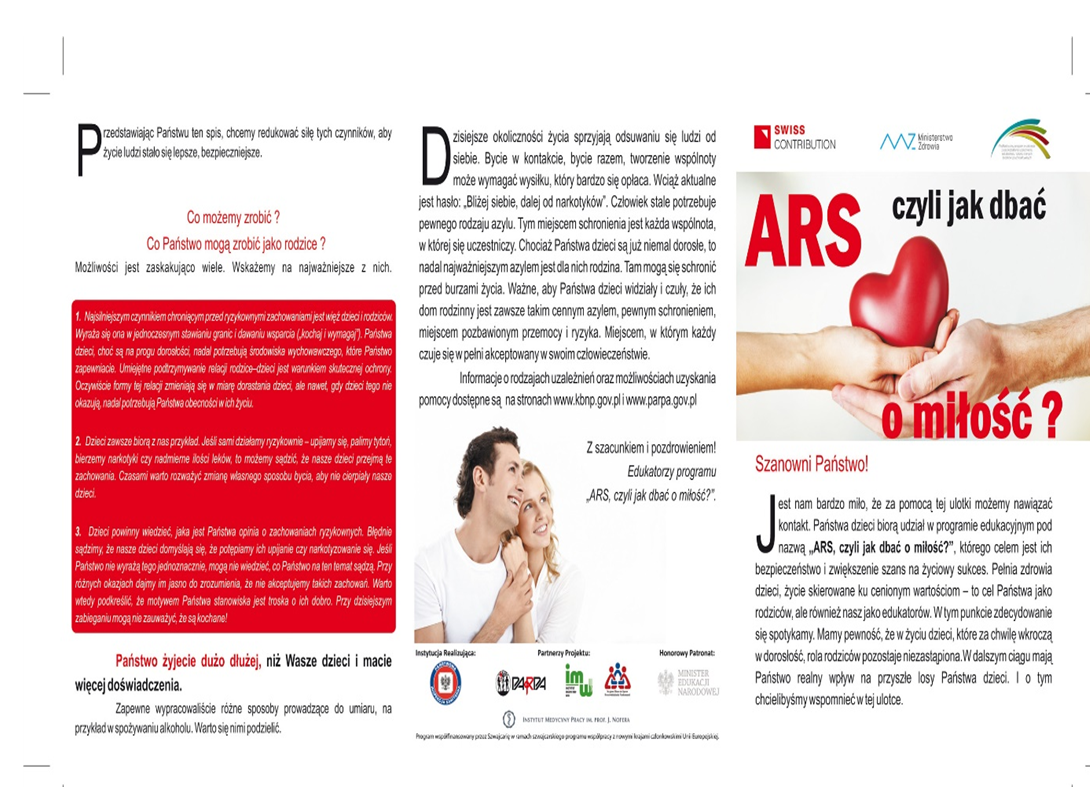 Przedstawiając Państwu ten spis, chcemy redukować siłę tych czynników, aby
życie ludzi stało się lepsze, bezpieczniejsze.
Co możemy zrobić ?
Co Państwo mogą zrobić jako rodzice ?
Możliwości jest zaskakująco wiele. Wskażemy na najważniejsze z nich.
1. Najsilniejszym czynnikiem chroniącym przed ryzykownymi zachowaniami jest więź dzieci i rodziców.
Wyraża się ona w jednoczesnym stawianiu granic i dawaniu wsparcia („kochaj i wymagaj”). Państwa
dzieci, choć są na progu dorosłości, nadal potrzebują środowiska wychowawczego, które Państwo
zapewniacie. Umiejętne podtrzymywanie relacji rodzice–dzieci jest warunkiem skutecznej ochrony.
Oczywiście formy tej relacji zmieniają się w miarę dorastania dzieci, ale nawet, gdy dzieci tego nie
okazują, nadal potrzebują Państwa obecności w ich życiu.
2. Dzieci zawsze biorą z nas przykład. Jeśli sami działamy ryzykownie – upijamy się, palimy tytoń,
bierzemy narkotyki czy nadmierne ilości leków, to możemy sądzić, że nasze dzieci przejmą te
zachowania. Czasami warto rozważyć zmianę własnego sposobu bycia, aby nie cierpiały nasze
dzieci.
3. Dzieci powinny wiedzieć, jaka jest Państwa opinia o zachowaniach ryzykownych. Błędnie
sądzimy, że nasze dzieci domyślają się, że potępiamy ich upijanie czy narkotyzowanie się. Jeśli
Państwo nie wyrażą tego jednoznacznie, mogą nie wiedzieć, co Państwo na ten temat sądzą. Przy
różnych okazjach dajmy im jasno do zrozumienia, że nie akceptujemy takich zachowań. Warto
wtedy podkreślić, że motywem Państwa stanowiska jest troska o ich dobro. Przy dzisiejszym
zabieganiu mogą nie zauważyć, że są kochane!
Państwo żyjecie dużo dłużej, niż Wasze dzieci i macie
więcej doświadczenia.
Zapewne wypracowaliście różne sposoby prowadzące do umiaru, na
przykład w spożywaniu alkoholu. Warto się nimi podzielić.
Dzisiejsze okoliczności życia sprzyjają odsuwaniu się ludzi od
siebie. Bycie w kontakcie, bycie razem, tworzenie wspólnoty
może wymagać wysiłku, który bardzo się opłaca. Wciąż aktualne
jest hasło: „Bliżej siebie, dalej od narkotyków”. Człowiek stale potrzebuje
pewnego rodzaju azylu. Tym miejscem schronienia jest każda wspólnota,
w której się uczestniczy. Chociaż Państwa dzieci są już niemal dorosłe, to
nadal najważniejszym azylem jest dla nich rodzina. Tam mogą się schronić
przed burzami życia. Ważne, aby Państwa dzieci widziały i czuły, że ich
dom rodzinny jest zawsze takim cennym azylem, pewnym schronieniem,
miejscem pozbawionym przemocy i ryzyka. Miejscem, w którym każdy
czuje się w pełni akceptowany w swoim człowieczeństwie.
Informacje o rodzajach uzależnień oraz możliwościach uzyskania
pomocy dostępne są na stronach www.kbnp.gov.pl i www.parpa.gov.pl
Z szacunkiem i pozdrowieniem!
Edukatorzy programu
„ARS, czyli jak dbać o miłość?”.
Instytucja Realizująca: Partnerzy Projektu: Honorowy Patronat:
PARPA
imw
MINISTER
EDUKACJI
NARODOWEJ
INSTYTUT MEDYCYNY PRACY IM. PROF. J. NOFERA
Program współfinansowany przez Szwajcarię w ramach szwajcarskiego programu współpracy z nowymi krajami członkowskimi Unii Europejskiej.
SWISS
CONTRIBUTION
Ministerstwo
Zdrowia
ARS czyli jak dbać
o miłość ?
Szanowni Państwo!
Jest nam bardzo miło, że za pomocą tej ulotki możemy nawiązać
kontakt. Państwa dzieci biorą udział w programie edukacyjnym pod
nazwą „ARS, czyli jak dbać o miłość?”, którego celem jest ich
bezpieczeństwo i zwiększenie szans na życiowy sukces. Pełnia zdrowia
dzieci, życie skierowane ku cenionym wartościom – to cel Państwa jako
rodziców, ale również nasz jako edukatorów. W tym punkcie zdecydowanie
się spotykamy. Mamy pewność, że w życiu dzieci, które za chwilę wkroczą
w dorosłość, rola rodziców pozostaje niezastąpiona. W dalszym ciągu mają
Państwo realny wpływ na przyszłe losy Państwa dzieci. I o tym
chcielibyśmy wspomnieć w tej ulotce.